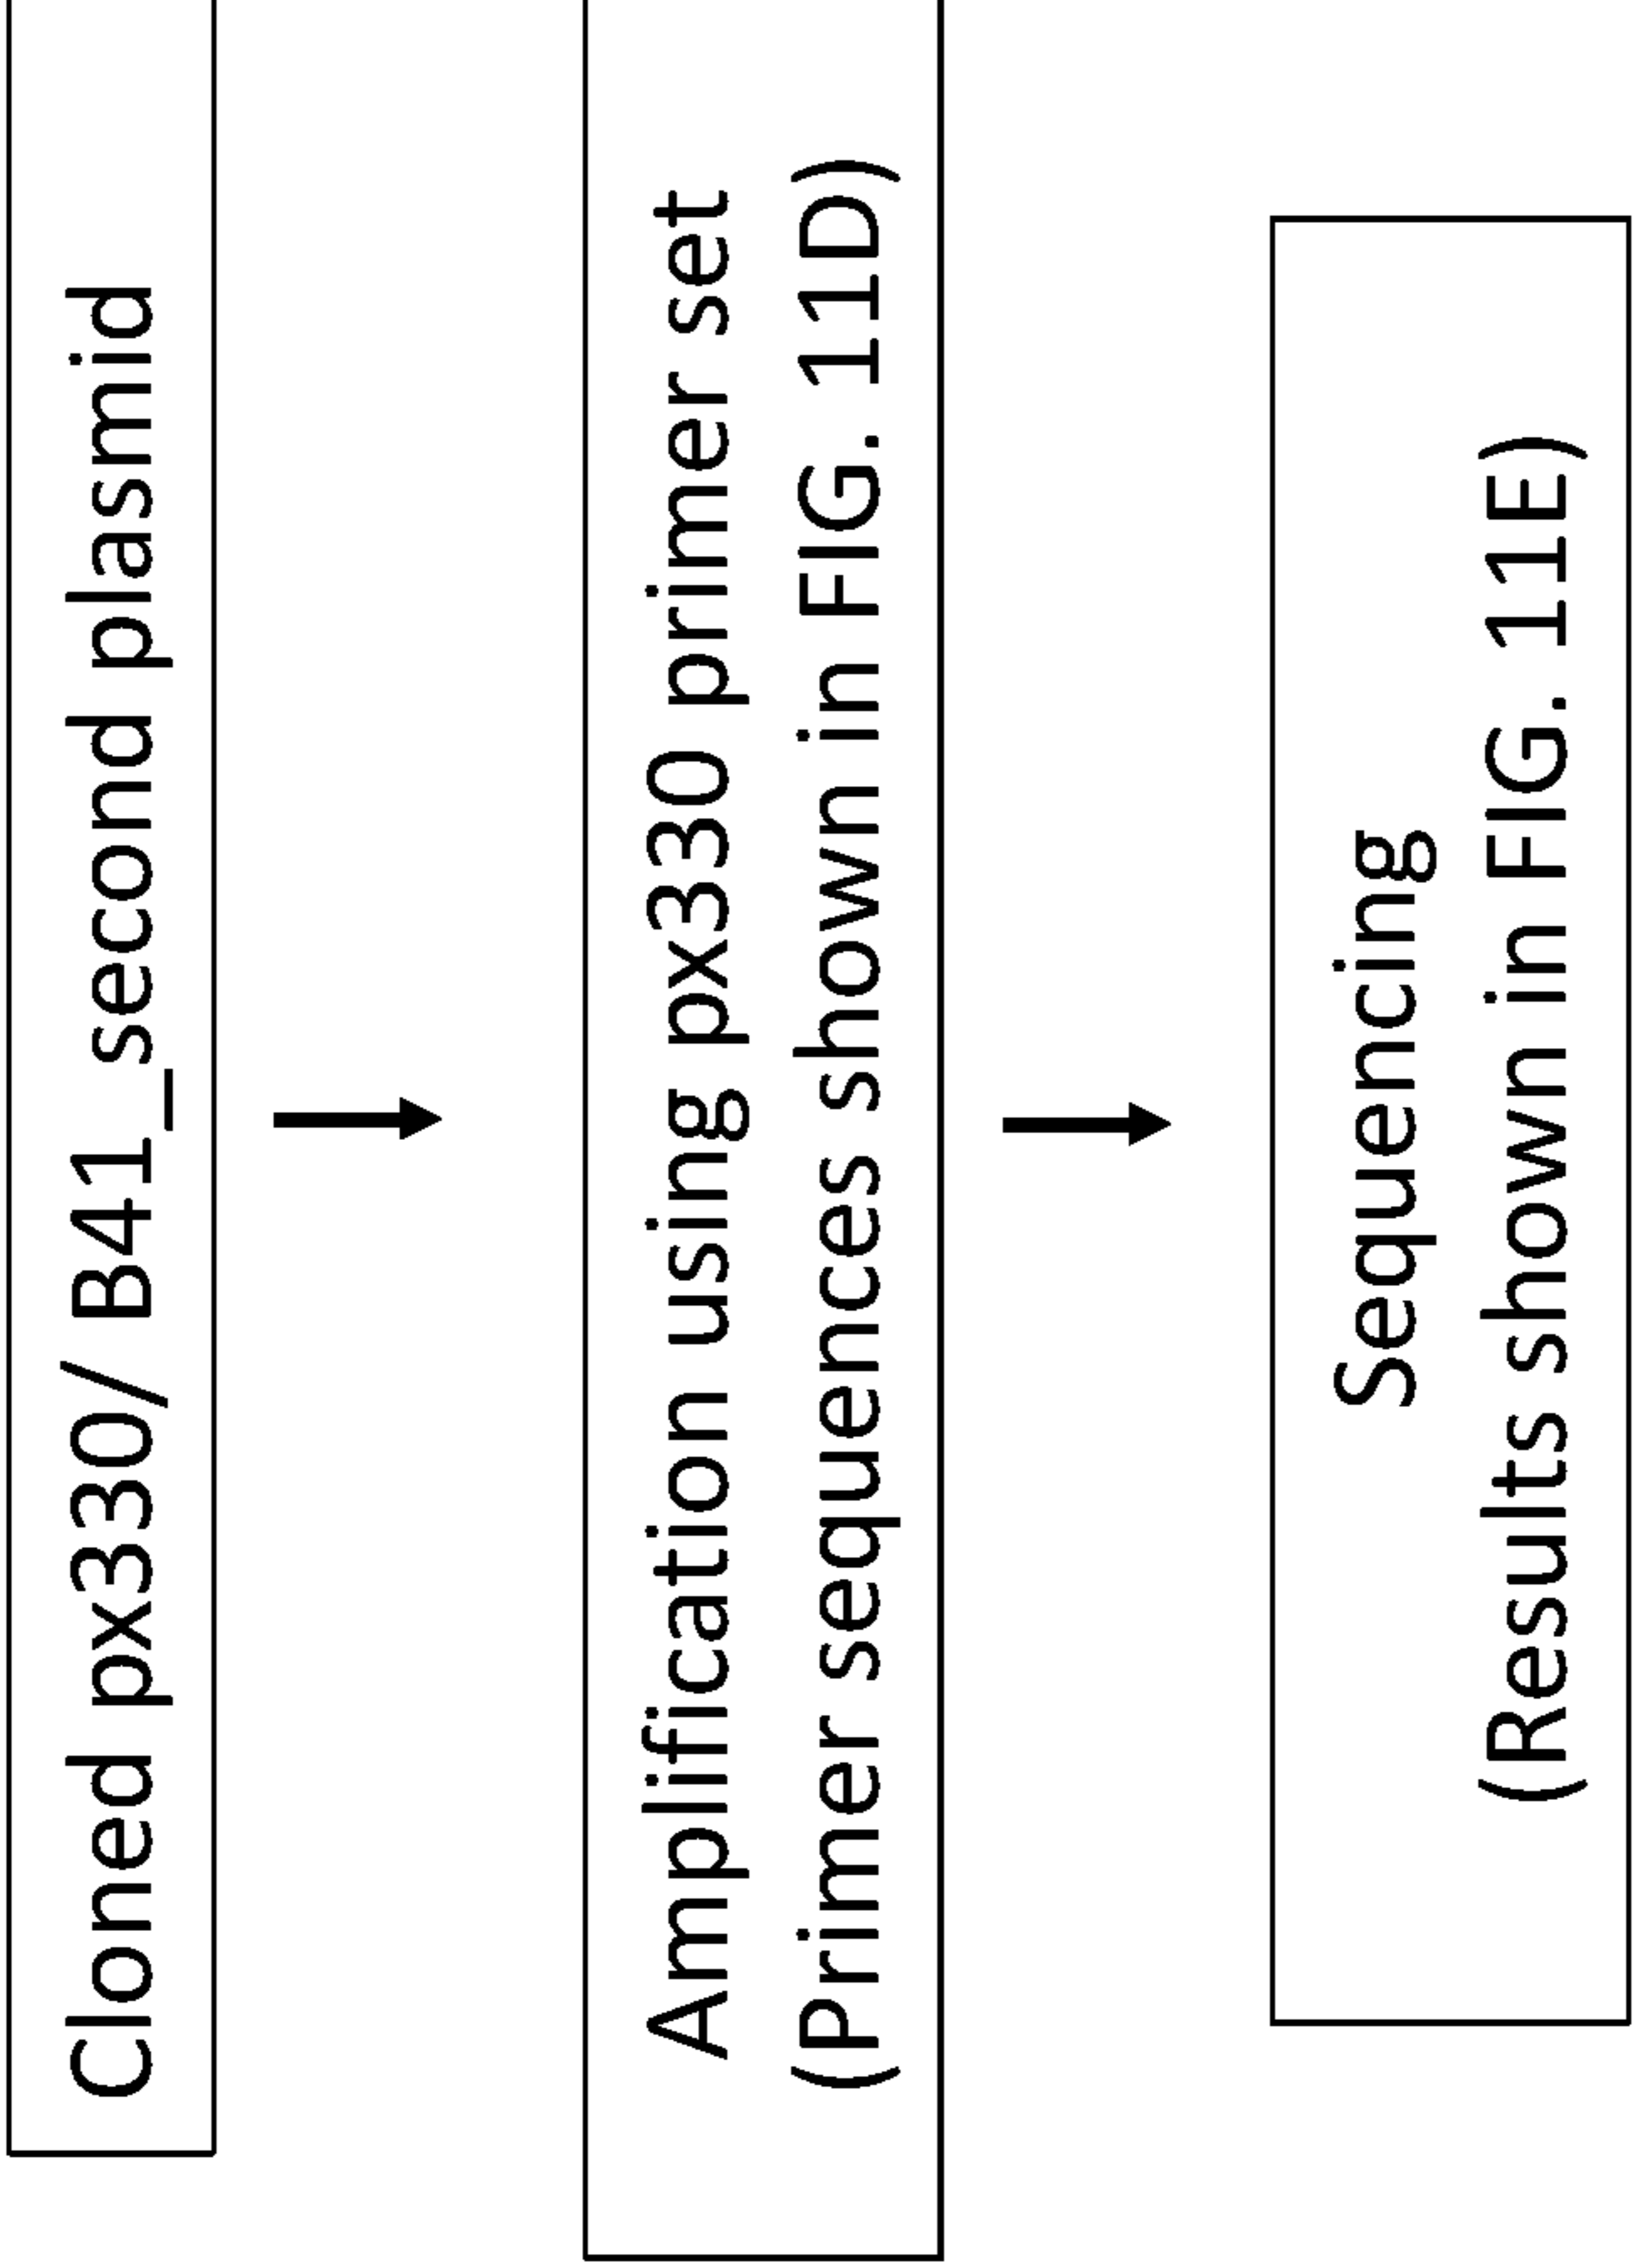 Cloned px330/ B41_second plasmid
Amplification using px330 primer set
(Primer sequences shown in FIG. 11D)
Sequencing
(Results shown in FIG. 11E)